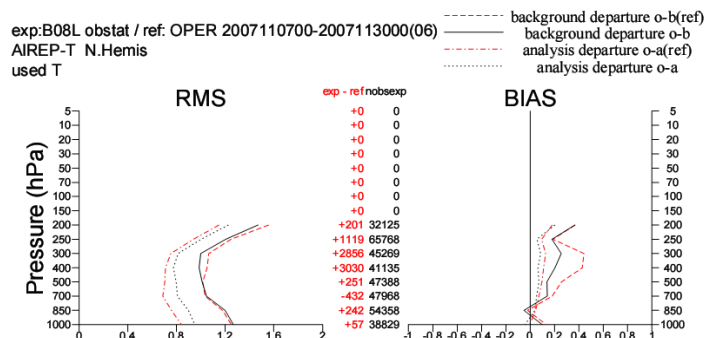 exp:B08L obstat / ref: OPER 2007110700-2007113000(06)
AIREP-T N.Hemis
used T
background departure o-b(ref)
background departure o-b
analysis departure o-a(ref)
analysis departure o-a
RMS
exp - ref nobsexp
BIAS
Pressure (hPa)
5 +0 0 5
10 +0 0 10
20 +0 0 20
30 +0 0 30
50 +0 0 50
70 +0 0 70
100 +0 0 100
150 +0 0 150
200 +201 32125 200
250 +1119 65768 250
300 +2856 45269 300
400 +3030 41135 400
500 +251 47388 500
700 -432 47968 700
850 +242 54358 850
1000 +57 38829 1000
0 0.4 0.8 1.2 1.6 2 -1 -0.8 -0.6 -0.4 -0.2 0 0.2 0.4 0.6 0.8 1